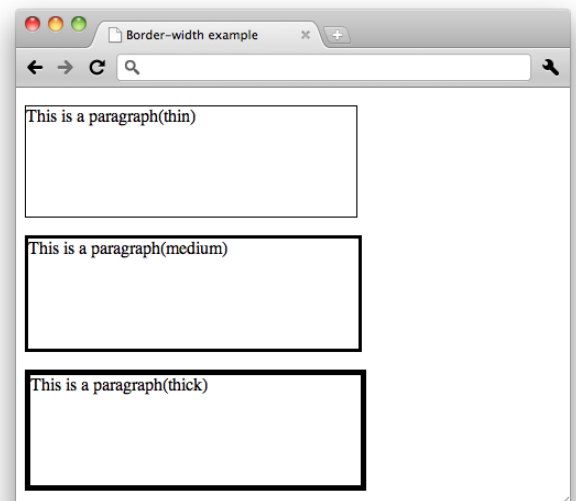 Border-width example
This is a paragraph(thin)
This is a paragraph(medium)
This is a paragraph(thick)